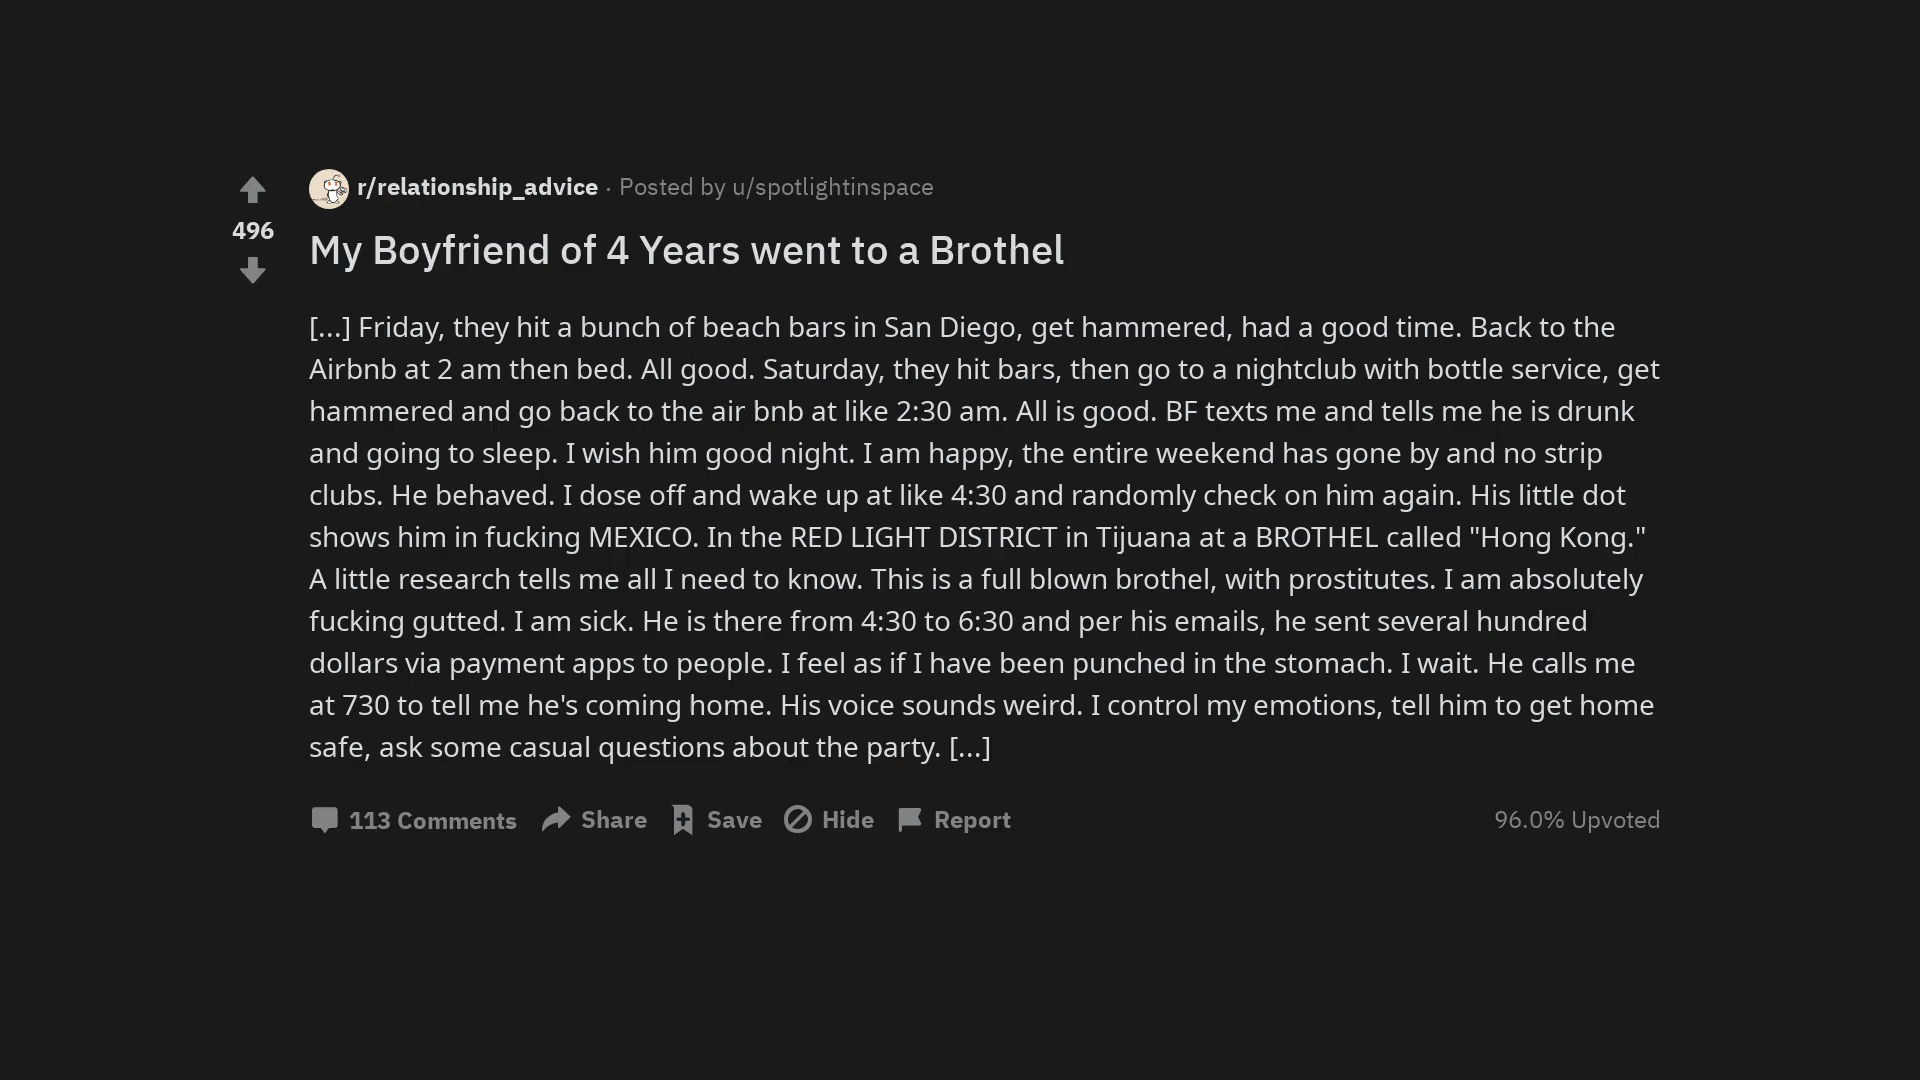 r/relationship_advice · Posted by u/spotlightinspace
496
My Boyfriend of 4 Years went to a Brothel
[...] Friday, they hit a bunch of beach bars in San Diego, get hammered, had a good time. Back to the
Airbnb at 2 am then bed. All good. Saturday, they hit bars, then go to a nightclub with bottle service, get
hammered and go back to the air bnb at like 2:30 am. All is good. BF texts me and tells me he is drunk
and going to sleep. I wish him good night. I am happy, the entire weekend has gone by and no strip
clubs. He behaved. I dose off and wake up at like 4:30 and randomly check on him again. His little dot
shows him in fucking MEXICO. In the RED LIGHT DISTRICT in Tijuana at a BROTHEL called "Hong Kong."
A little research tells me all I need to know. This is a full blown brothel, with prostitutes. I am absolutely
fucking gutted. I am sick. He is there from 4:30 to 6:30 and per his emails, he sent several hundred
dollars via payment apps to people. I feel as if I have been punched in the stomach. I wait. He calls me
at 730 to tell me he's coming home. His voice sounds weird. I control my emotions, tell him to get home
safe, ask some casual questions about the party. [...]
113 Comments Share Save Hide Report 96.0% Upvoted